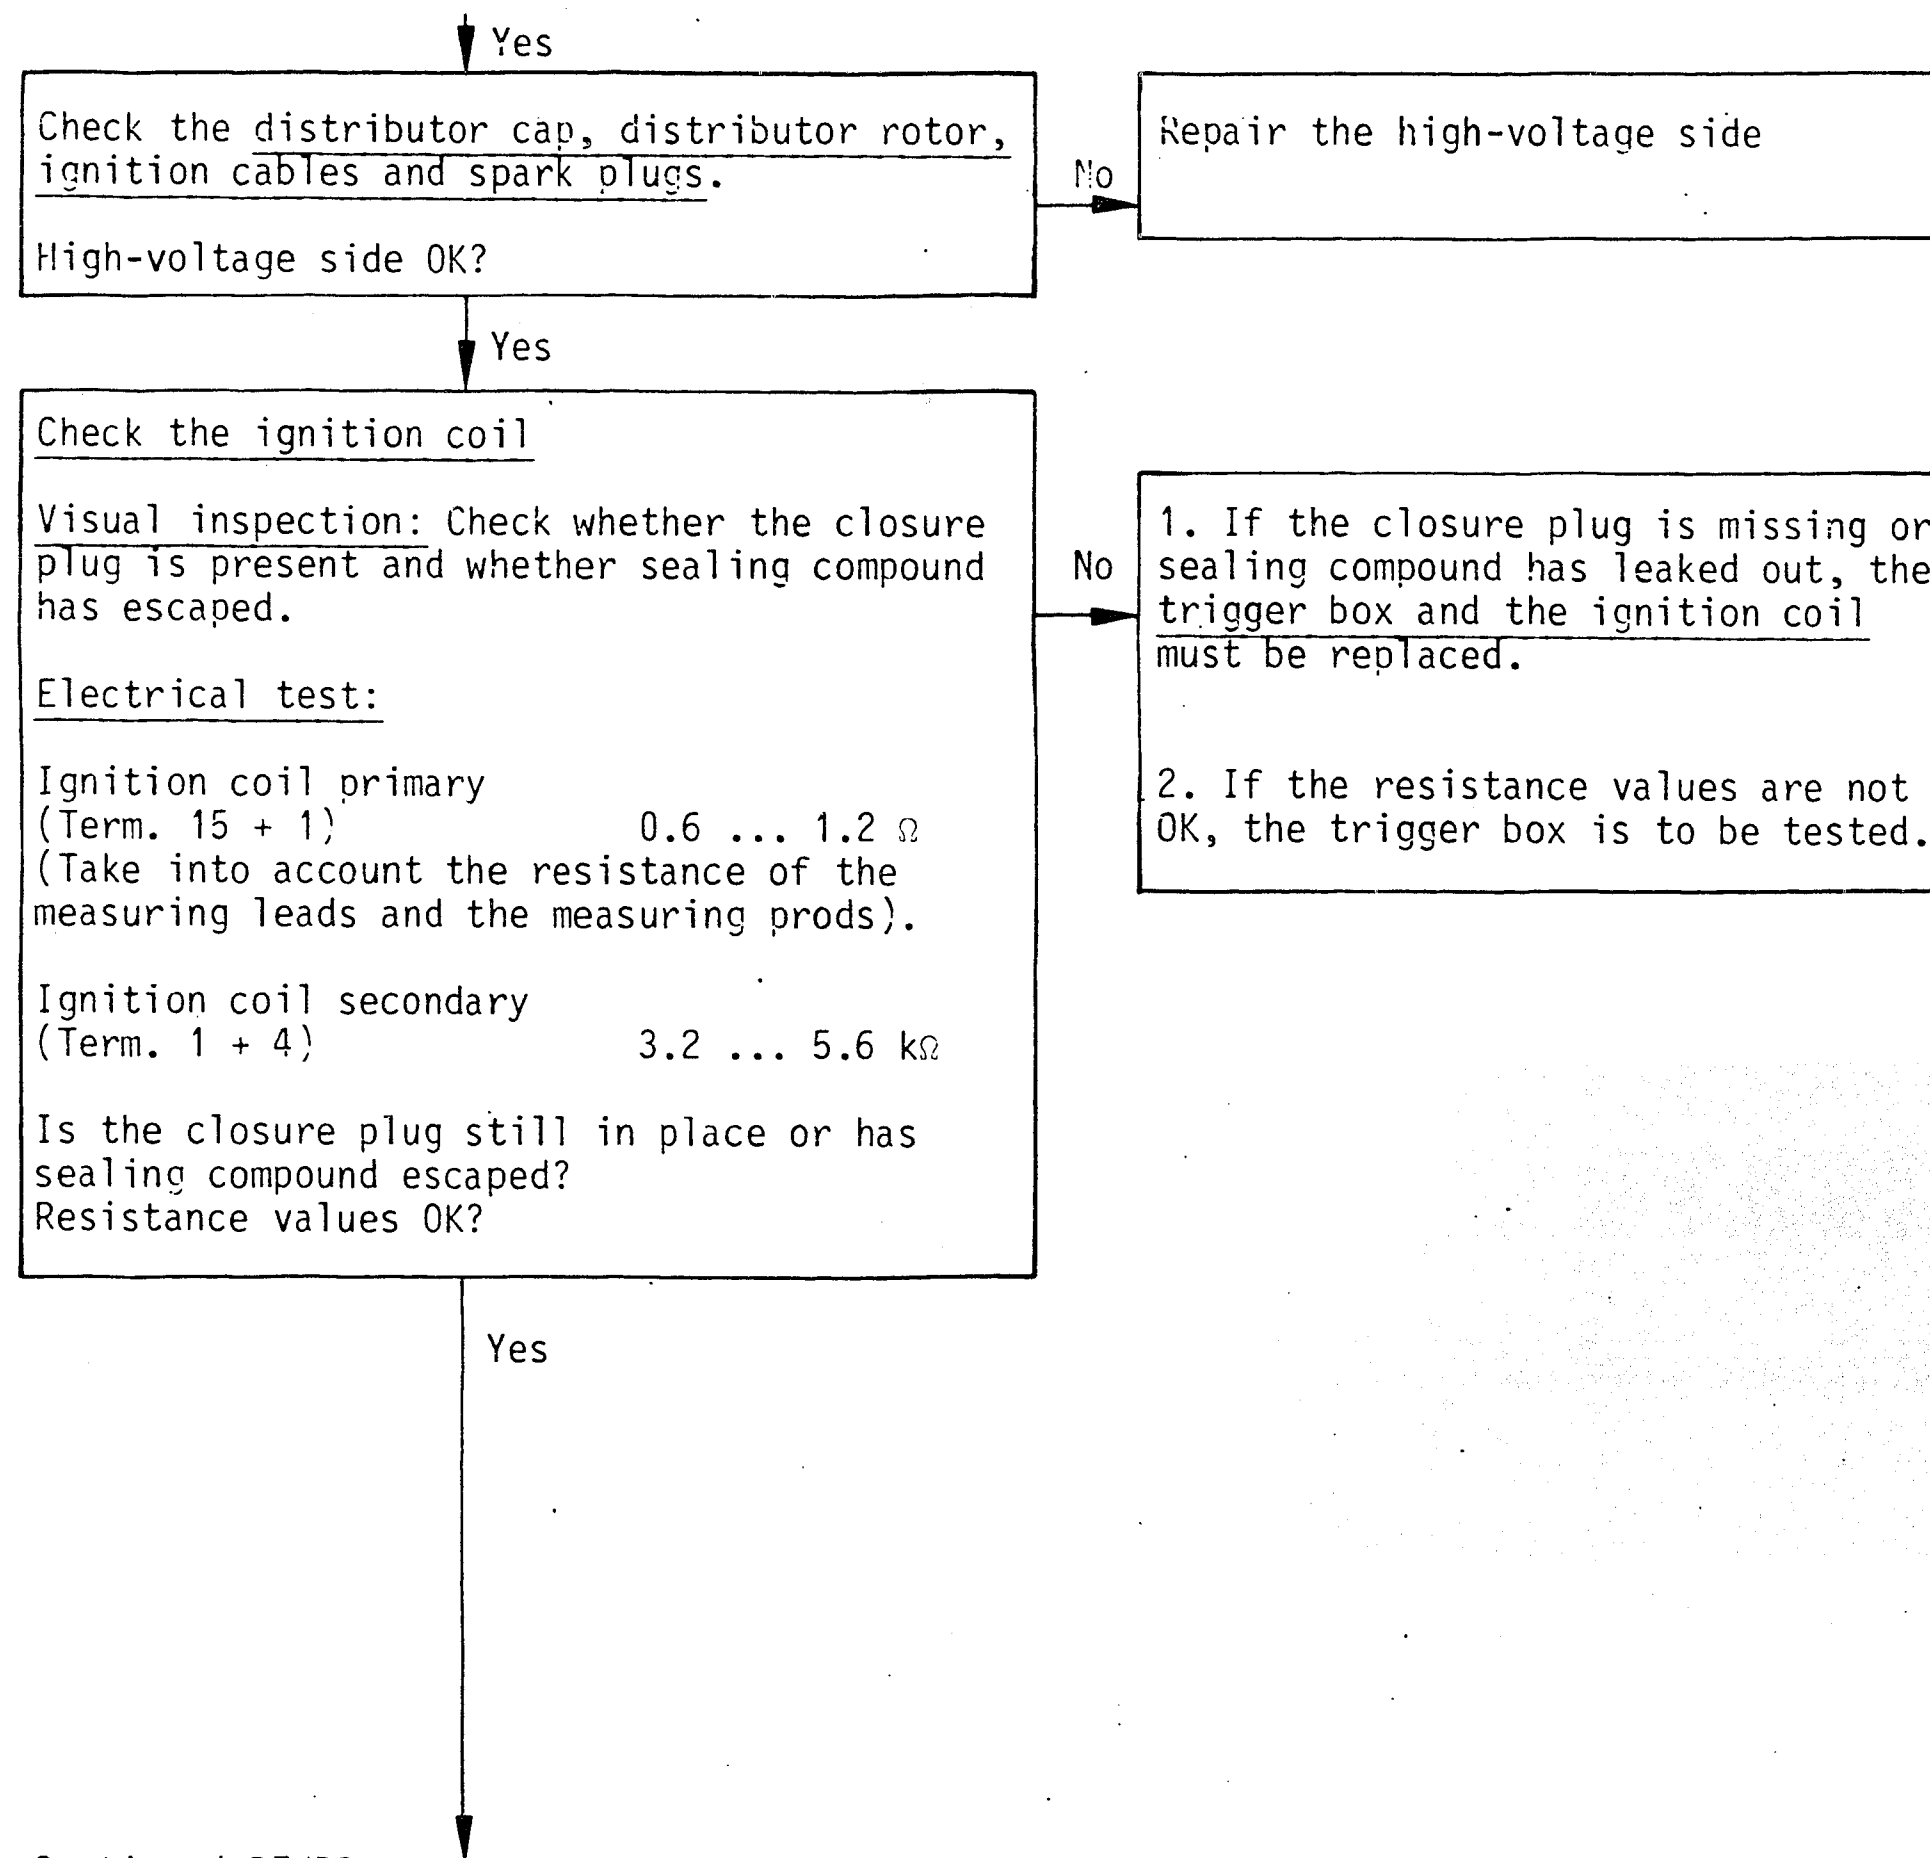 Yes
Check the distributor cap, distributor rotor,
ignition cables and spark plugs.
High-voltage side OK?
No
Repair the high-voltage side
Yes
Check the ignition coil
Visual inspection: Check whether the closure
plug is present and whether sealing compound
has escaped.
Electrical test:
Ignition coil primary
(Term. 15 + 1) 0.6 ... 1.2 Ω
(Take into account the resistance of the
measuring leads and the measuring prods).
Ignition coil secondary
(Term. 1 + 4) 3.2 ... 5.6 kΩ
Is the closure plug still in place or has
sealing compound escaped?
Resistance values OK?
No
1. If the closure plug is missing or
sealing compound has leaked out, the
trigger box and the ignition coil
must be replaced.
2. If the resistance values are not
OK, the trigger box is to be tested.
Yes